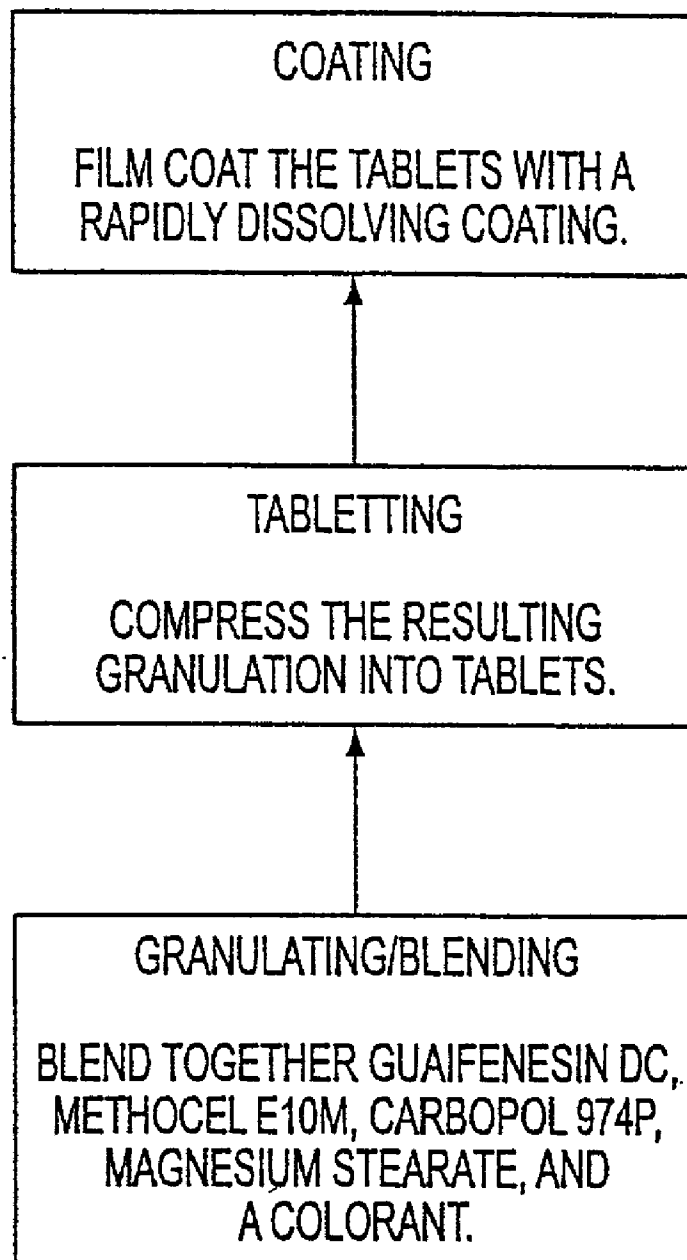 COATING
FILM COAT THE TABLETS WITH A
RAPIDLY DISSOLVING COATING.
TABLETTING
COMPRESS THE RESULTING
GRANULATION INTO TABLETS.
GRANULATING/BLENDING
BLEND TOGETHER GUAIFENESIN DC,
METHOCEL E10M, CARBOPOL 974P,
MAGNESIUM STEARATE, AND
A COLORANT.